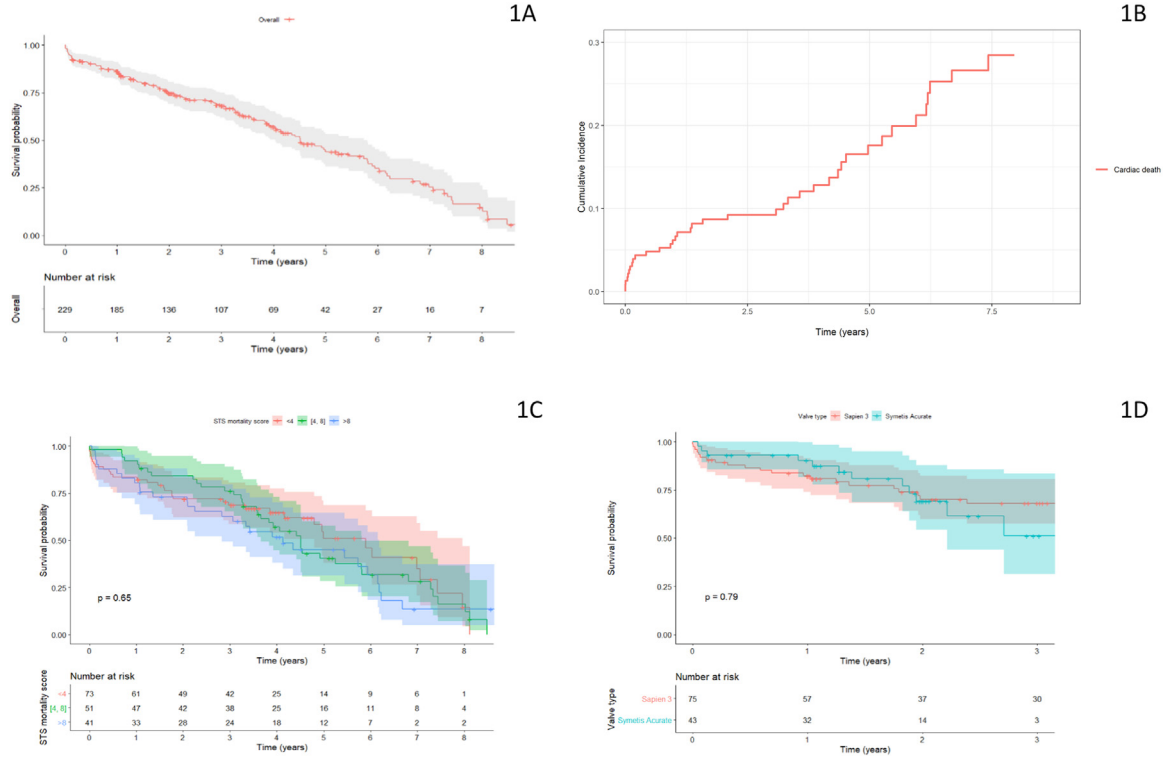 1A
Overall
1.00
0.75
0.50
0.25
0.00
Survival probability
0 1 2 3 4 5 6 7 8
Time (years)
Number at risk
Overall
229 185 136 107 69 42 27 16 7
0 1 2 3 4 5 6 7 8
Time (years)
1B
0.3
0.2
0.1
0.0
Cumulative Incidence
0.0 2.5 5.0 7.5
Time (years)
Cardiac death
1C
STS mortality score <4 [4, 8] >8
1.00
0.75
0.50
0.25
0.00
Survival probability
p = 0.65
0 1 2 3 4 5 6 7 8
Time (years)
Number at risk
STS mortality score
<4 73 61 49 42 25 14 9 6 1
[4, 8] 51 47 42 38 25 16 11 8 4
>8 41 33 28 24 18 12 7 2 2
0 1 2 3 4 5 6 7 8
Time (years)
1D
Valve type Sapien 3 Symetis Acurate
1.00
0.75
0.50
0.25
0.00
Survival probability
p = 0.79
0 1 2 3
Time (years)
Number at risk
Valve type
Sapien 3 75 57 37 30
Symetis Acurate 43 32 14 3
0 1 2 3
Time (years)